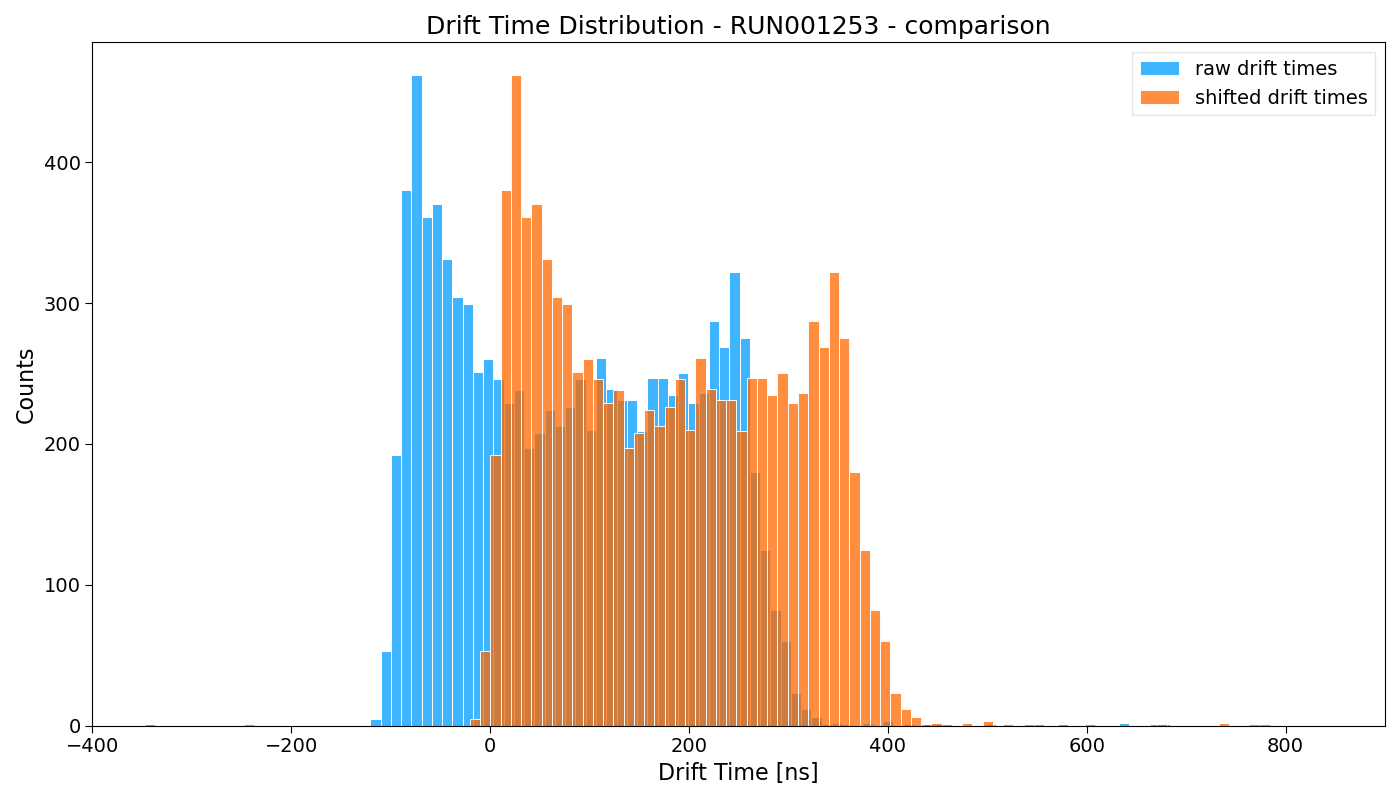 Drift Time Distribution - RUN001253 - comparison
raw drift times
shifted drift times
Counts
400
300
200
100
0
−400 −200 0 200 400 600 800
Drift Time [ns]